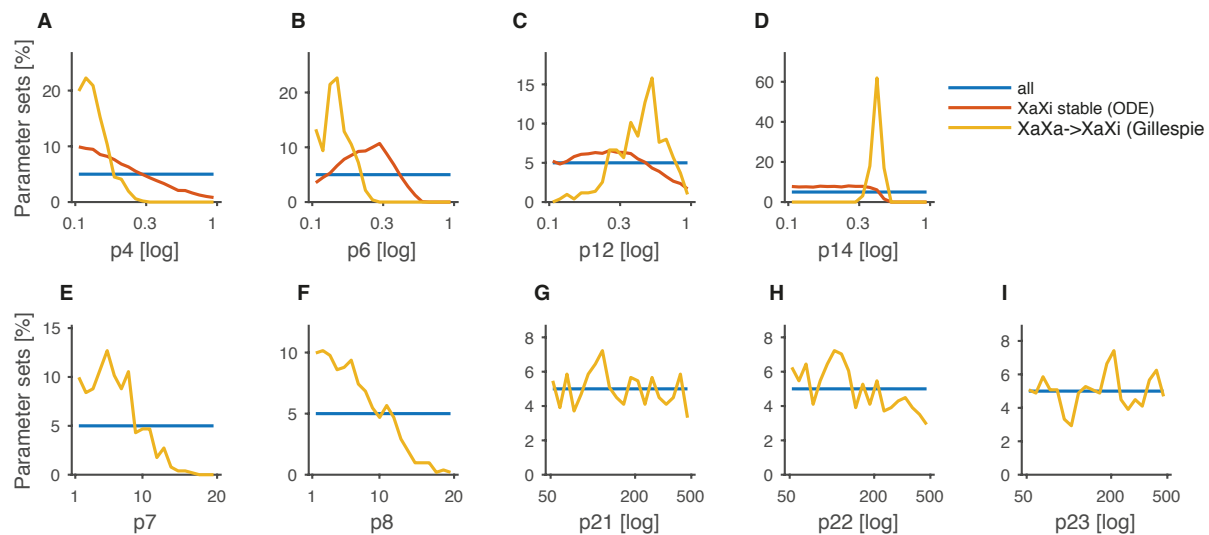 A
B
C
D
Parameter sets [%]
20
10
0
0.1
0.3
1
p4 [log]
20
10
0
0.1
0.3
1
p6 [log]
15
10
5
0
0.1
0.3
1
p12 [log]
60
40
20
0
0.1
0.3
1
p14 [log]
all
XaXi stable (ODE)
XaXa->XaXi (Gillespie
E
F
G
H
I
Parameter sets [%]
15
10
5
0
1
10
20
p7
10
5
0
1
10
20
p8
8
6
4
2
0
50
200
500
p21 [log]
8
6
4
2
0
50
200
500
p22 [log]
8
6
4
2
0
50
200
500
p23 [log]